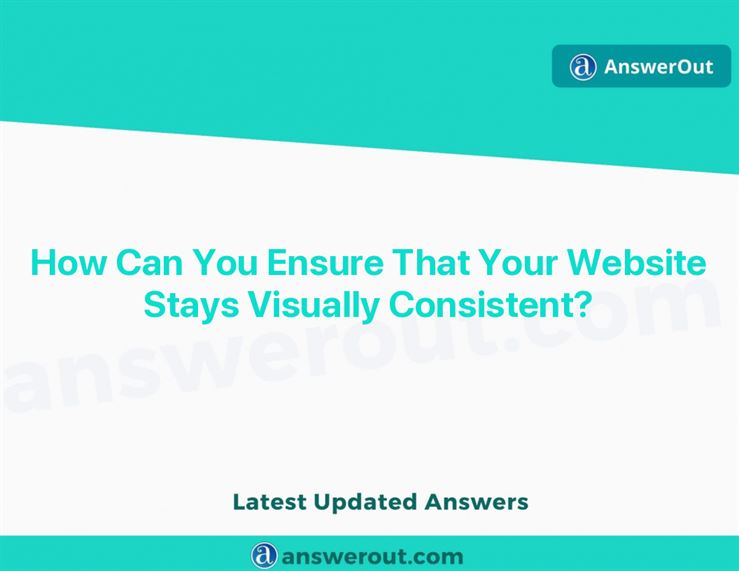 AnswerOut
How Can You Ensure That Your Website
Stays Visually Consistent?
answerout.com
Latest Updated Answers
answerout.com